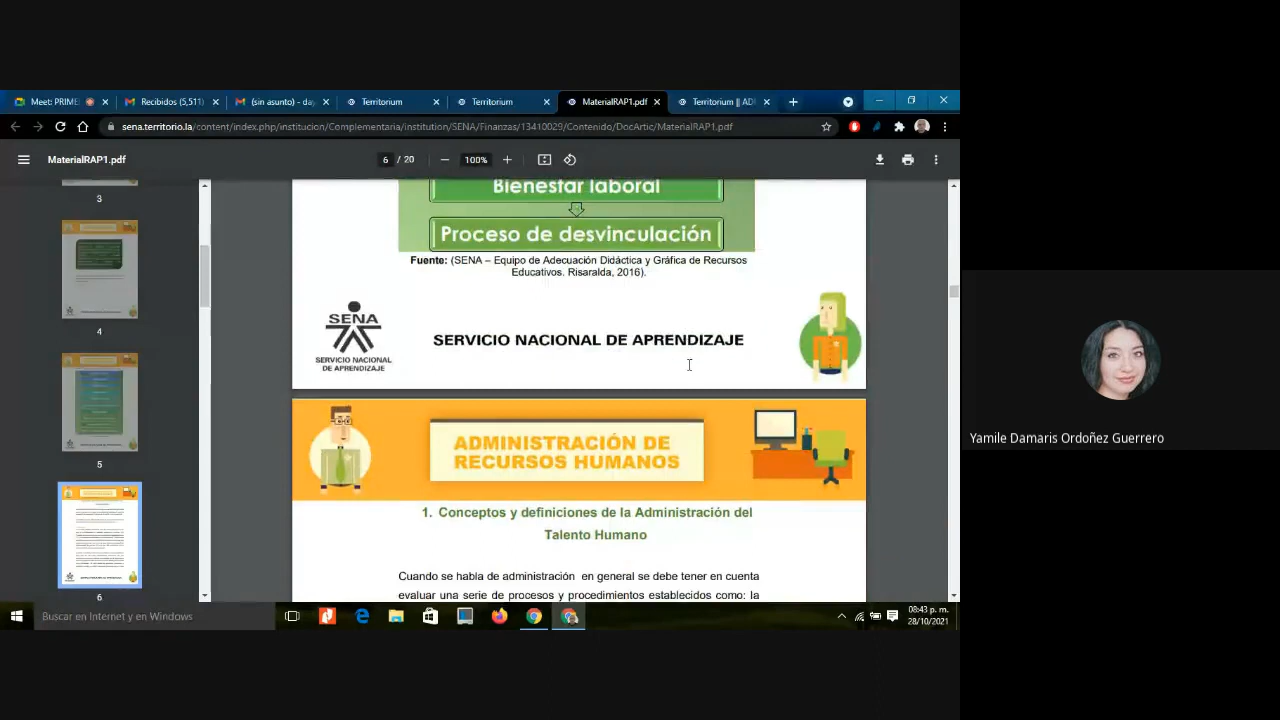 Meet: PRIME
Recibidos (5,511)
(sin asunto) - day
Territorium
Territorium
MaterialRAP1.pdf
Territorium || AD
sena.territorio.la/content/index.php/institucion/Complementaria/institution/SENA/Finanzas/13410029/Contenido/DocArtic/MaterialRAP1.pdf
MaterialRAP1.pdf
6 / 20
100%
3
4
5
6
Bienestar laboral
Proceso de desvinculación
Fuente: (SENA – Equipo de Adecuación Didáctica y Gráfica de Recursos
Educativos. Risaralda, 2016).
SENA
SERVICIO NACIONAL
DE APRENDIZAJE
SERVICIO NACIONAL DE APRENDIZAJE
ADMINISTRACIÓN DE
RECURSOS HUMANOS
1. Conceptos y definiciones de la Administración del
Talento Humano
Cuando se habla de administración en general se debe tener en cuenta
evaluar una serie de procesos y procedimientos establecidos como: la
Buscar en Internet y en Windows
08:43 p. m.
28/10/2021
Yamile Damaris Ordoñez Guerrero